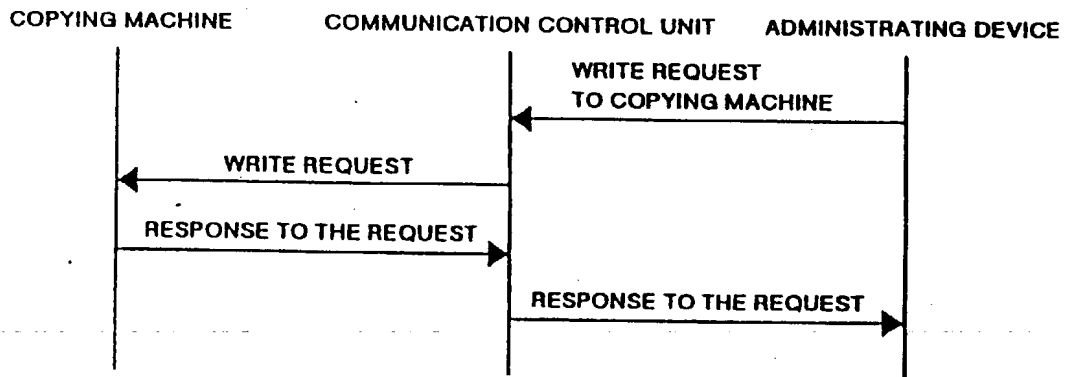 COPYING MACHINE
COMMUNICATION CONTROL UNIT
ADMINISTRATING DEVICE
WRITE REQUEST
TO COPYING MACHINE
WRITE REQUEST
RESPONSE TO THE REQUEST
RESPONSE TO THE REQUEST